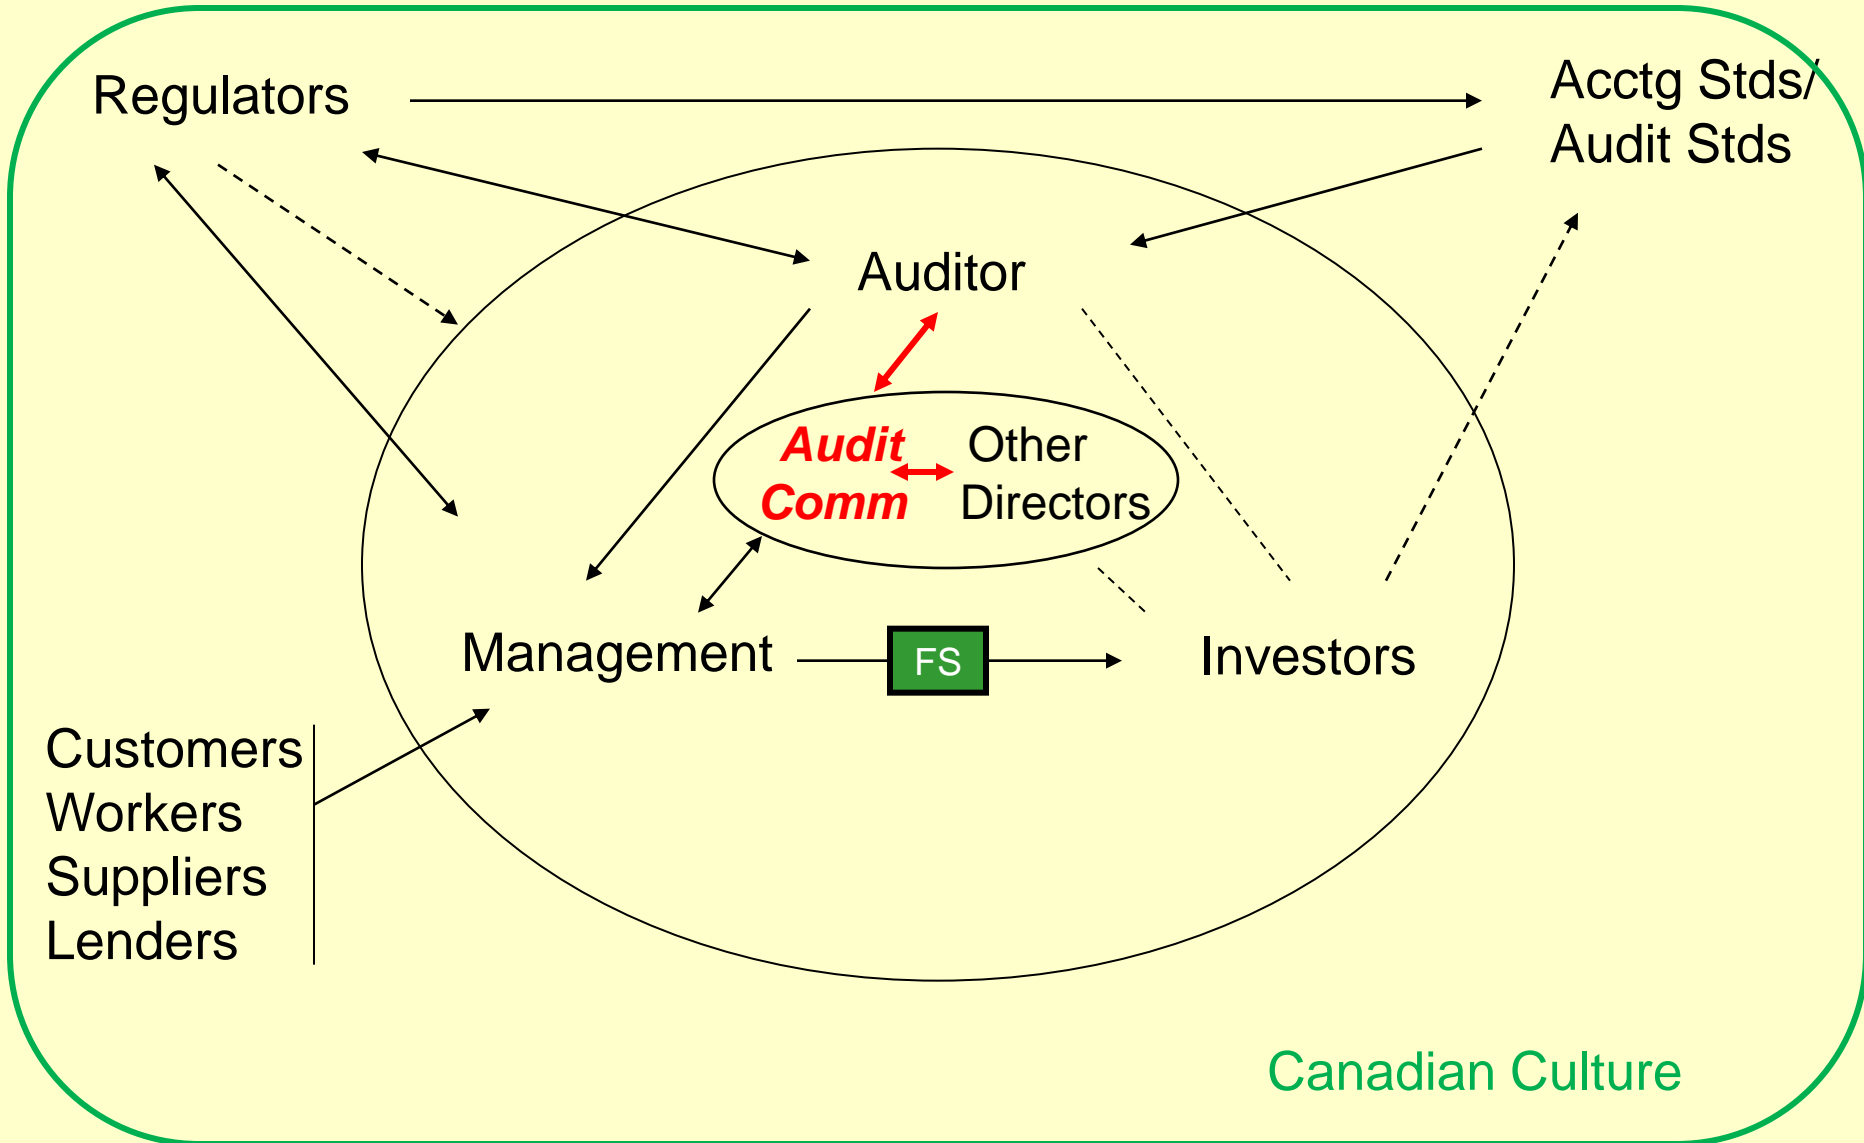 Regulators
Acctg Stds/
Audit Stds
Auditor
Audit
Comm
Other
Directors
Management
FS
Investors
Customers
Workers
Suppliers
Lenders
Canadian Culture